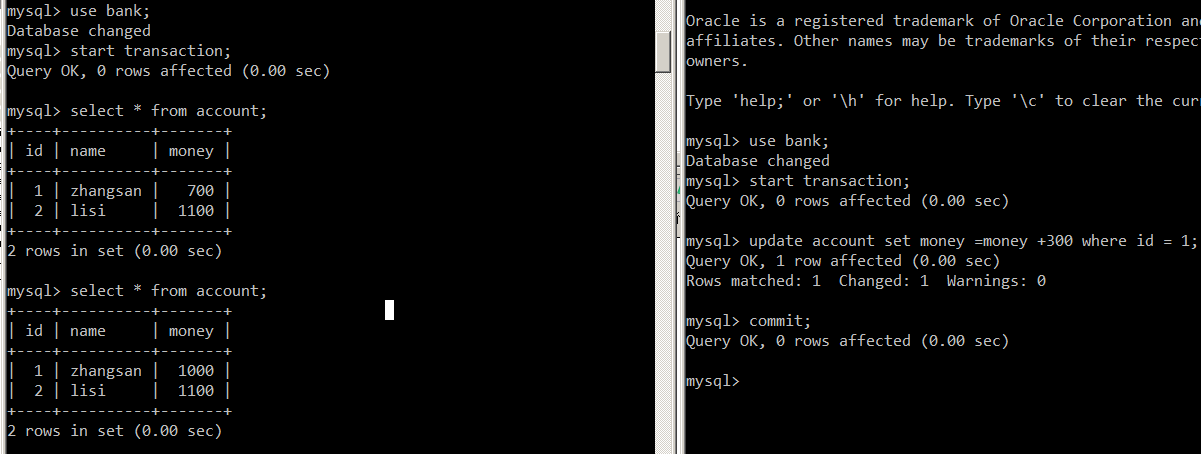 mysql> use bank;
Database changed
mysql> start transaction;
Query OK, 0 rows affected (0.00 sec)
mysql> select * from account;
+----+----------+-------+
| id | name     | money |
+----+----------+-------+
|  1 | zhangsan |   700 |
|  2 | lisi     |  1100 |
+----+----------+-------+
2 rows in set (0.00 sec)
mysql> select * from account;
+----+----------+-------+
| id | name     | money |
+----+----------+-------+
|  1 | zhangsan |  1000 |
|  2 | lisi     |  1100 |
+----+----------+-------+
2 rows in set (0.00 sec)
Oracle is a registered trademark of Oracle Corporation an
affiliates. Other names may be trademarks of their respec
owners.
Type 'help;' or '\h' for help. Type '\c' to clear the cur
mysql> use bank;
Database changed
mysql> start transaction;
Query OK, 0 rows affected (0.00 sec)
mysql> update account set money =money +300 where id = 1;
Query OK, 1 row affected (0.00 sec)
Rows matched: 1  Changed: 1  Warnings: 0
mysql> commit;
Query OK, 0 rows affected (0.00 sec)
mysql>